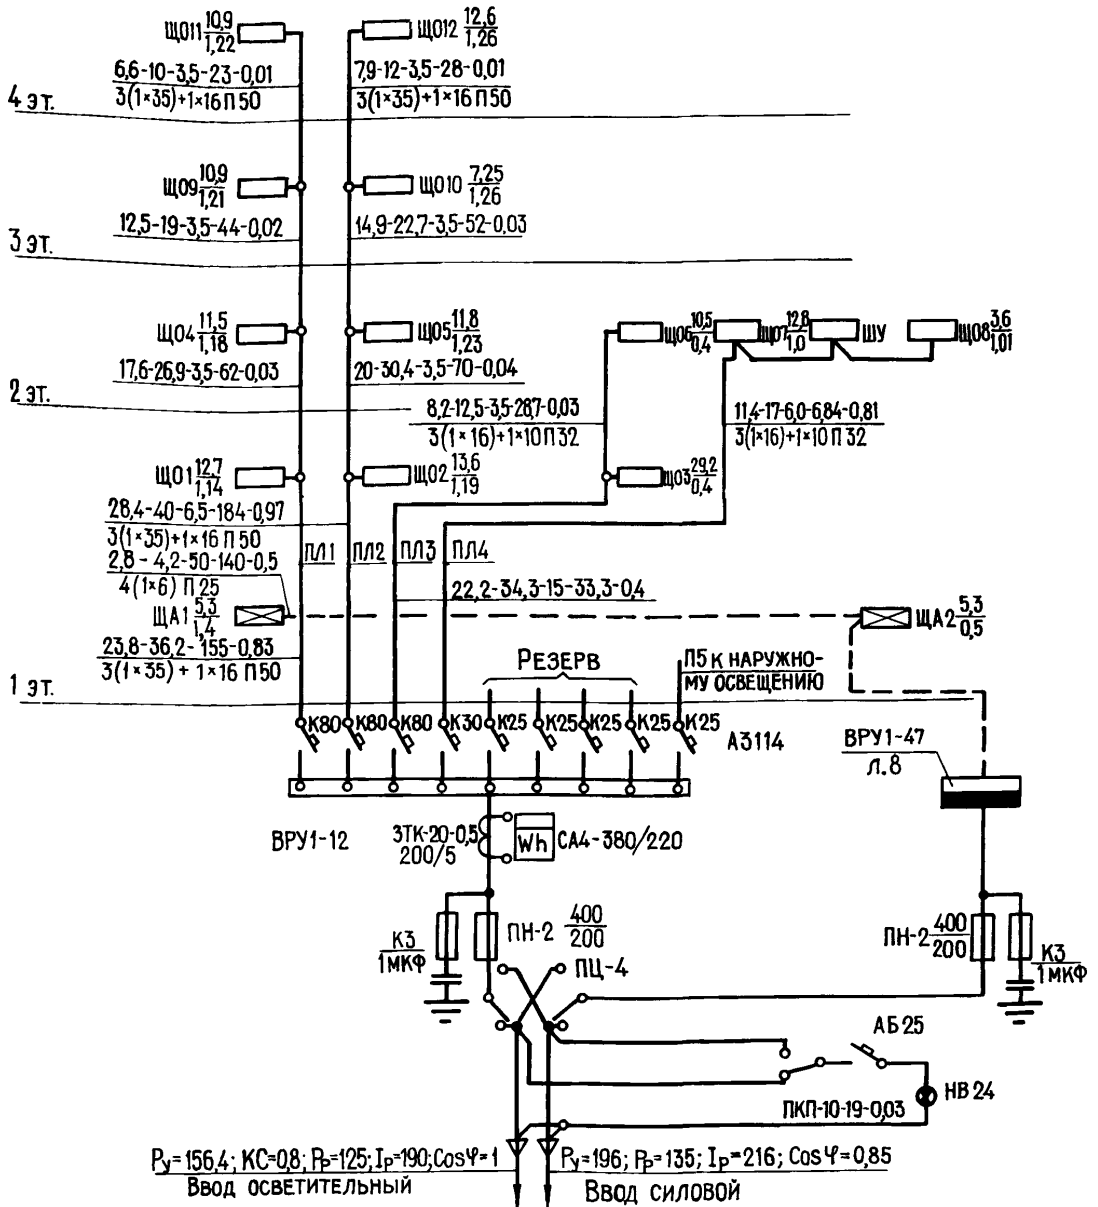 ЩО11 10,9
1,22
12,6
ЩО12 1,26
6,6-10-3,5-23-0,01
3(1×35)+1×16 П 50
7,9-12-3,5-28-0,01
3(1×35)+1×16 П 50
4 ЭТ.
ЩО9 10,9
1,21
ЩО10 7,25
1,26
12,5-19-3,5-44-0,02
14,9-22,7-3,5-52-0,03
3 ЭТ.
ЩО4 11,5
1,18
ЩО5 11,8
1,23
ЩО6 10,5
0,4
ЩО7 12,8
1,0
ШУ
ЩО8 3,6
1,01
17,6-26,9-3,5-62-0,03
20-30,4-3,5-70-0,04
2 ЭТ.
8,2-12,5-3,5-28,7-0,03
3(1×16)+1×10 П 32
11,4-17-6,0-6,84-0,81
3(1×16)+1×10 П 32
ЩО1 12,7
1,14
ЩО2 13,6
1,19
ЩО3 29,2
0,4
28,4-40-6,5-184-0,97
3(1×35)+1×16 П 50
ПЛ1 ПЛ2 ПЛ3 ПЛ4
2,8-4,2-50-140-0,5
4(1×6) П 25
22,2-34,3-15-33,3-0,4
ЩА1 5,3
1,4
ЩА2 5,3
0,5
23,8-36,2-155-0,83
3(1×35)+1×16 П 50
РЕЗЕРВ
П5 К НАРУЖНО-
МУ ОСВЕЩЕНИЮ
1 ЭТ.
К80 К80 К80 К30 К25 К25 К25 К25 К25
А3114
ВРУ1-47
Л.8
ВРУ1-12
3ТК-20-0,5
200/5
Wh
СА4-380/220
ПН-2 400
200
КЗ
1МКФ
ПН-2 400
200
КЗ
1МКФ
ПЦ-4
АБ25
НВ24
ПКП-10-19-0,03
Ру=156,4; КС=0,8; Рр=125; Iр=190; Cosφ=1
ВВОД ОСВЕТИТЕЛЬНЫЙ
Ру=196; Рр=135; Iр=216; Cosφ=0,85
ВВОД СИЛОВОЙ